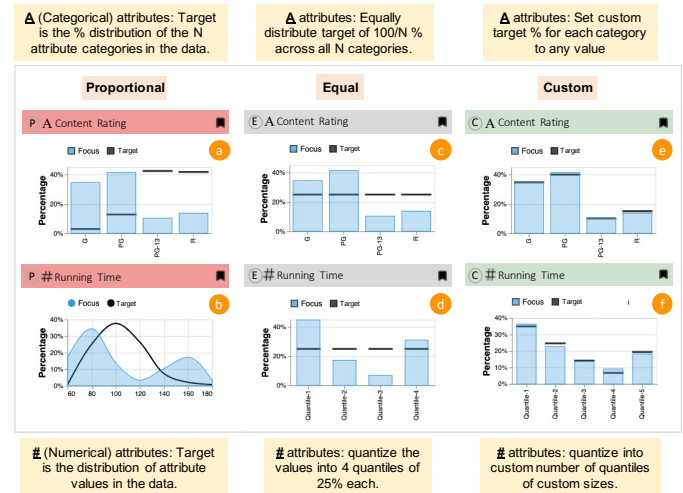 A (Categorical) attributes: Target
is the % distribution of the N
attribute categories in the data.
A attributes: Equally
distribute target of 100/N %
across all N categories.
A attributes: Set custom
target % for each category
to any value
Proportional
Equal
Custom
P A Content Rating
a
Focus Target
Percentage
40%
20%
0%
G
PG
PG-13
R
E A Content Rating
c
Focus Target
Percentage
40%
20%
0%
G
PG
PG-13
R
C A Content Rating
e
Focus Target
Percentage
40%
20%
0%
G
PG
PG-13
R
P # Running Time
b
Focus Target
Percentage
40%
30%
20%
10%
0%
60 80 100 120 140 160 180
E # Running Time
d
Focus Target
Percentage
40%
20%
0%
Quantile-1
Quantile-2
Quantile-3
Quantile-4
C # Running Time
f
Focus Target
Percentage
40%
30%
20%
10%
0%
Quantile-1
Quantile-2
Quantile-3
Quantile-4
Quantile-5
# (Numerical) attributes: Target
is the distribution of attribute
values in the data.
# attributes: quantize the
values into 4 quantiles of
25% each.
# attributes: quantize into
custom number of quantiles
of custom sizes.